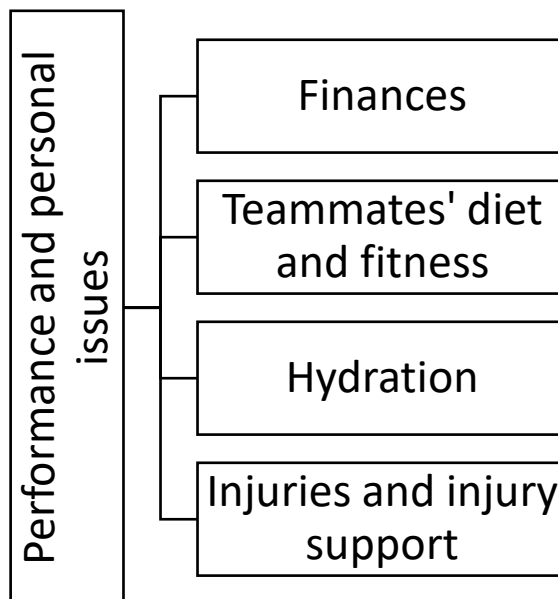 Performance and personal
issues
Finances
Teammates' diet
and fitness
Hydration
Injuries and injury
support